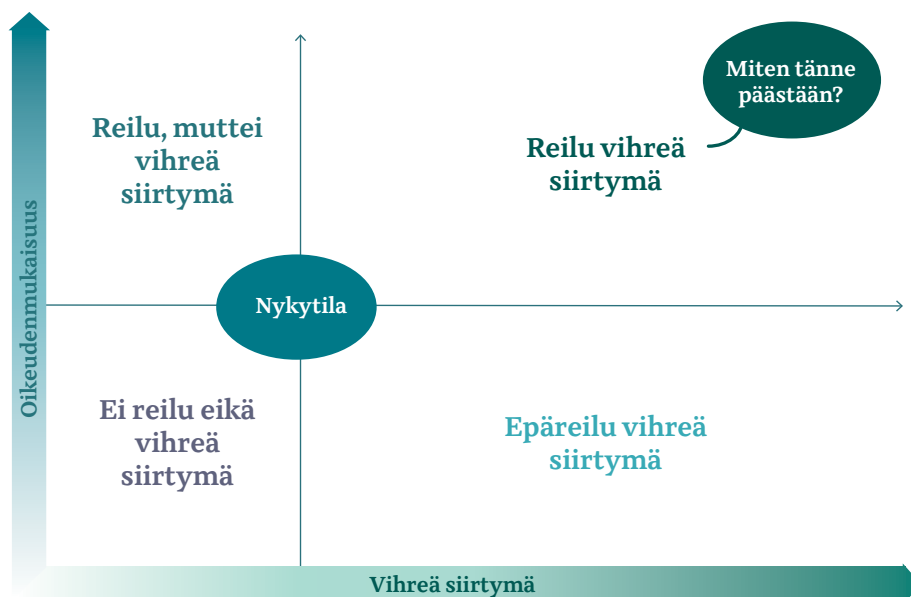 Miten tänne
päästään?
Reilu, muttei
vihreä
siirtymä
Reilu vihreä
siirtymä
Oikeudenmukaisuus
Nykytila
Ei reilu eikä
vihreä
siirtymä
Epäreilu vihreä
siirtymä
Vihreä siirtymä